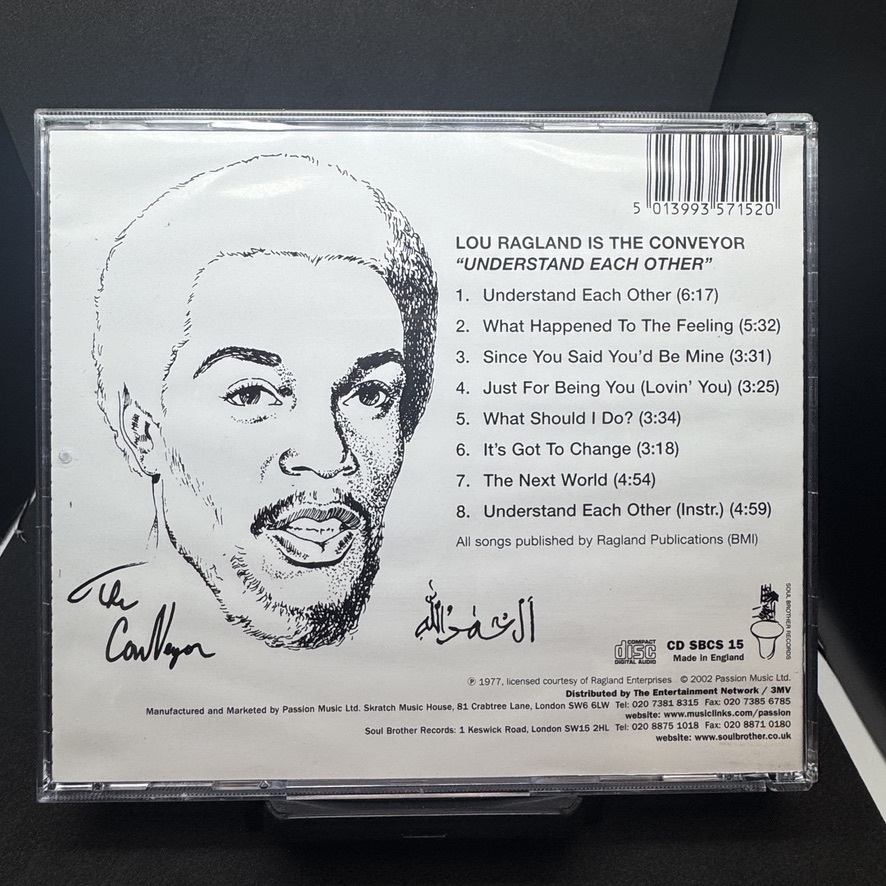 5 013993 571520
LOU RAGLAND IS THE CONVEYOR
“UNDERSTAND EACH OTHER”
1. Understand Each Other (6:17)
2. What Happened To The Feeling (5:32)
3. Since You Said You’d Be Mine (3:31)
4. Just For Being You (Lovin’ You) (3:25)
5. What Should I Do? (3:34)
6. It’s Got To Change (3:18)
7. The Next World (4:54)
8. Understand Each Other (Instr.) (4:59)
All songs published by Ragland Publications (BMI)
The
ConVeyor
COMPACT
disc
DIGITAL AUDIO
CD SBCS 15
Made in England
SOUL BROTHER RECORDS
℗ 1977, licensed courtesy of Ragland Enterprises © 2002 Passion Music Ltd.
Distributed by The Entertainment Network / 3MV
Manufactured and Marketed by Passion Music Ltd. Skratch Music House, 81 Crabtree Lane, London SW6 6LW Tel: 020 7381 8315 Fax: 020 7385 6785
website: www.musiclinks.com/passion
Soul Brother Records: 1 Keswick Road, London SW15 2HL Tel: 020 8875 1018 Fax: 020 8871 0180
website: www.soulbrother.co.uk